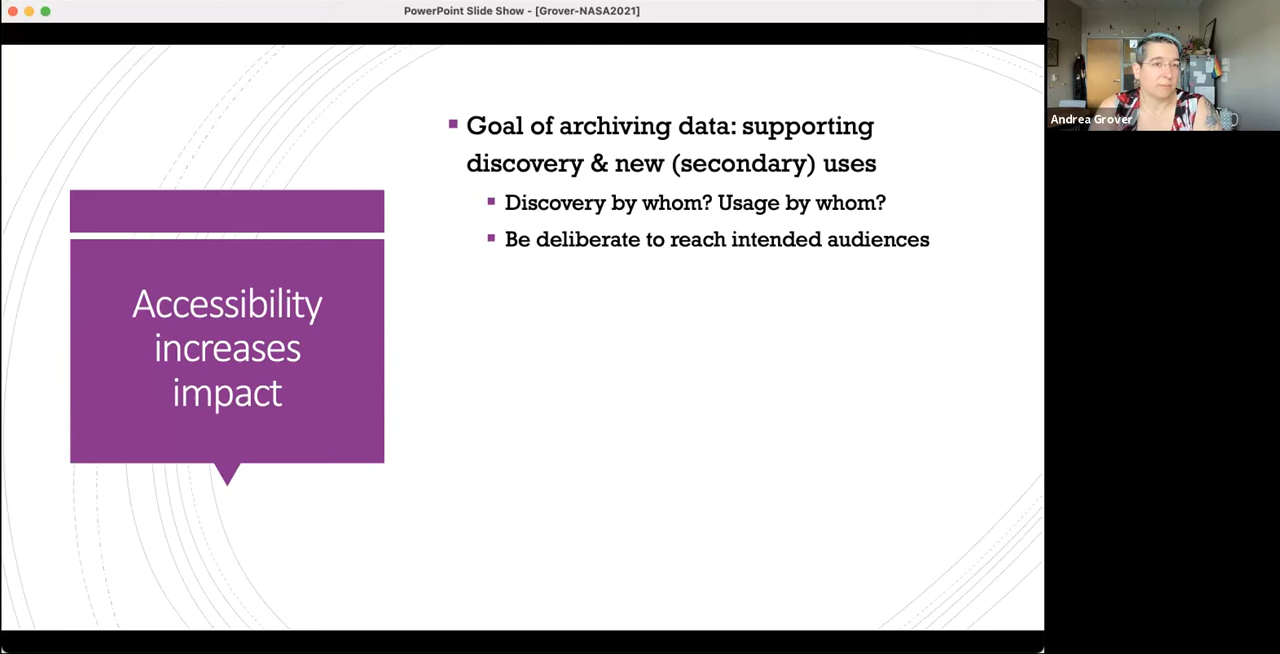 PowerPoint Slide Show - [Grover-NASA2021]
Goal of archiving data: supporting
discovery & new (secondary) uses
Discovery by whom? Usage by whom?
Be deliberate to reach intended audiences
Accessibility
increases
impact
Andrea Grover